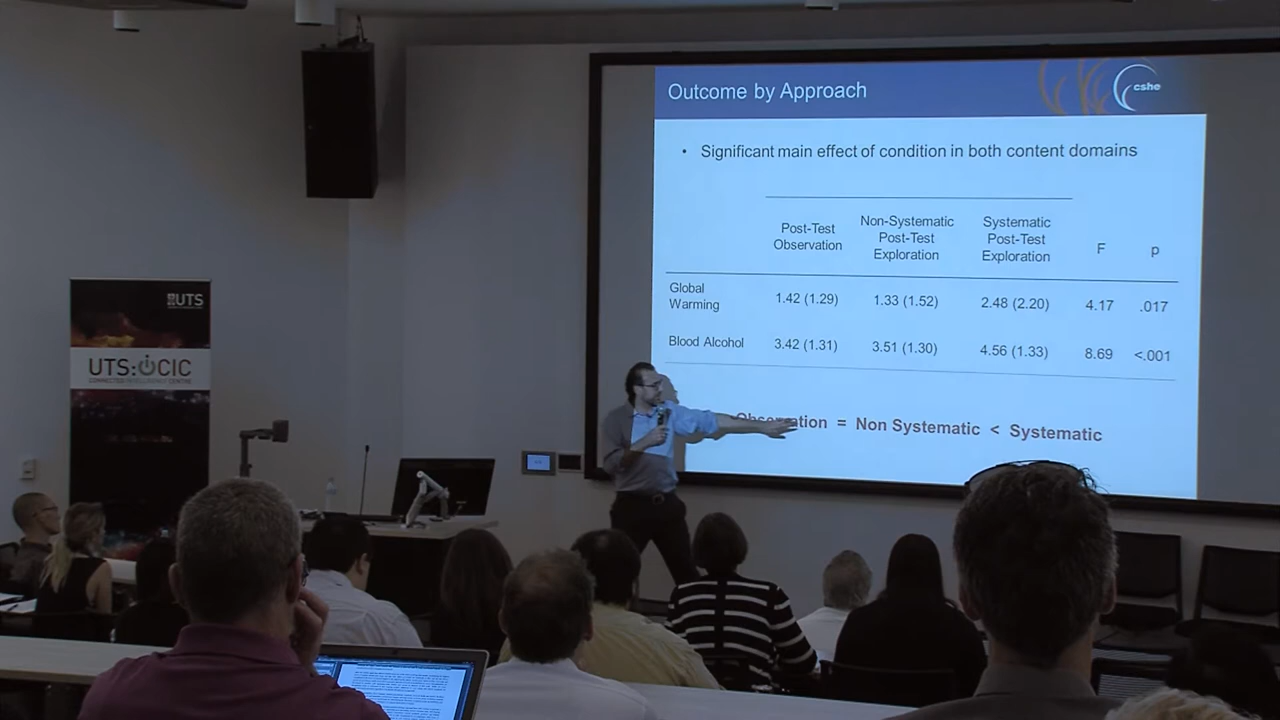 Outcome by Approach
cshe
• Significant main effect of condition in both content domains
Post-Test Observation
Non-Systematic Post-Test Exploration
Systematic Post-Test Exploration
F
p
Global Warming
1.42 (1.29)
1.33 (1.52)
2.48 (2.20)
4.17
.017
Blood Alcohol
3.42 (1.31)
3.51 (1.30)
4.56 (1.33)
8.69
<.001
Observation = Non Systematic < Systematic
UTS
UTS:CIC
CONNECTED INTELLIGENCE CENTRE